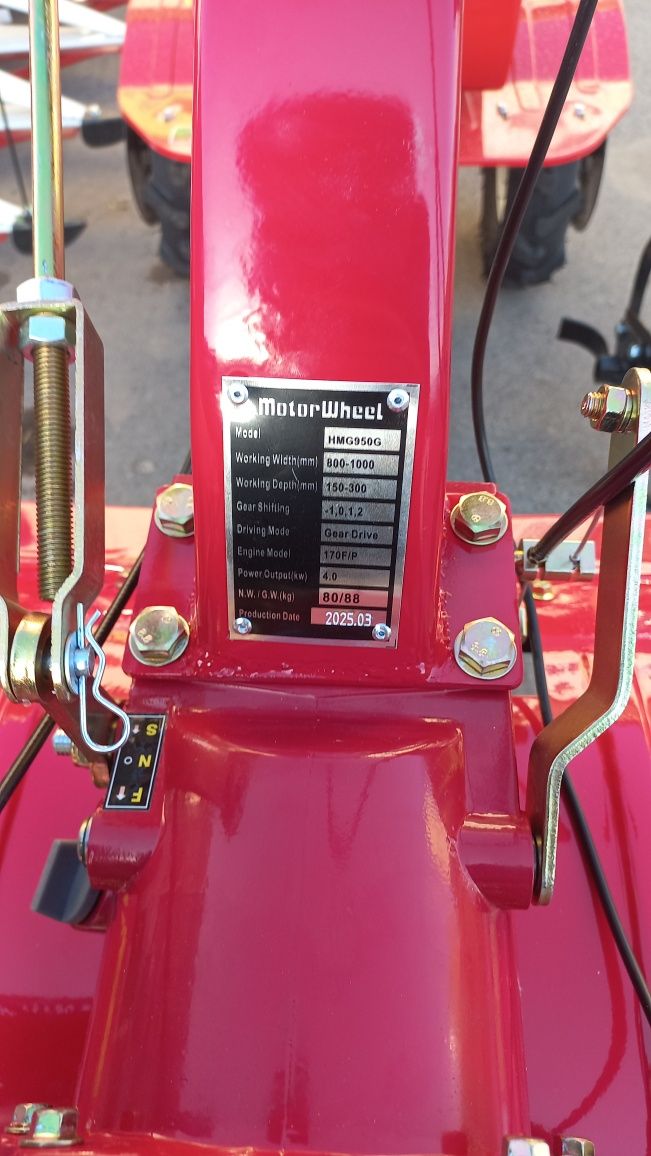 MotorWheel
Model HMG950G
Working Width(mm) 800-1000
Working Depth(mm) 150-300
Gear Shifting -1,0,1,2
Driving Mode Gear Drive
Engine Model 170F/P
Power Output(kw) 4.0
N.W. / G.W.(kg) 80/88
Production Date 2025.03
S
N
F
8.8